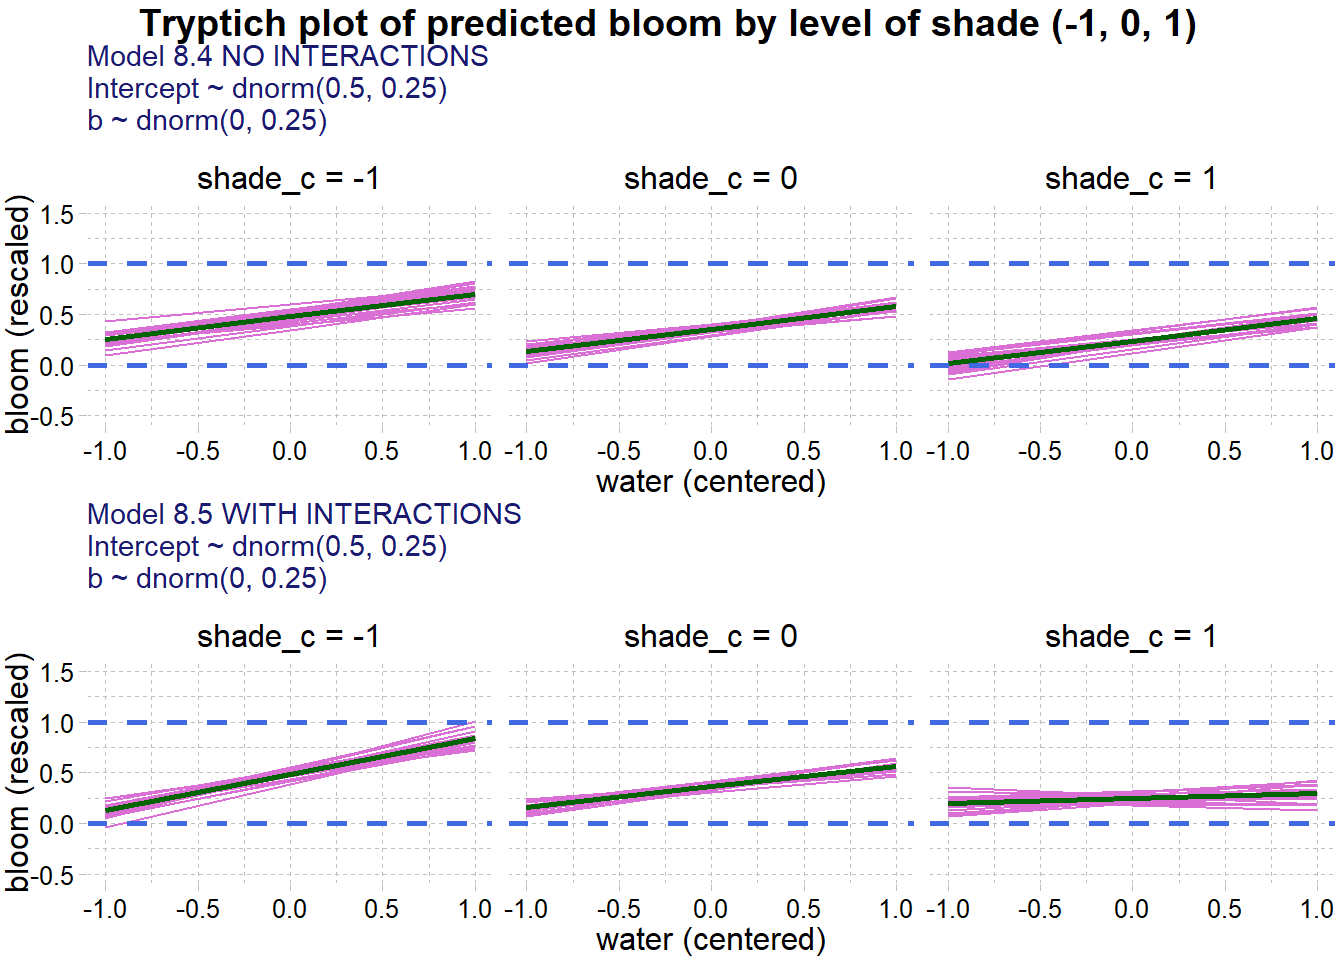 Tryptich plot of predicted bloom by level of shade (-1, 0, 1)
Model 8.4 NO INTERACTIONS
Intercept ~ dnorm(0.5, 0.25)
b ~ dnorm(0, 0.25)
shade_c = -1 shade_c = 0 shade_c = 1
bloom (rescaled)
1.5
1.0
0.5
0.0
-0.5
-1.0 -0.5 0.0 0.5 1.0 -1.0 -0.5 0.0 0.5 1.0 -1.0 -0.5 0.0 0.5 1.0
water (centered)
Model 8.5 WITH INTERACTIONS
Intercept ~ dnorm(0.5, 0.25)
b ~ dnorm(0, 0.25)
shade_c = -1 shade_c = 0 shade_c = 1
bloom (rescaled)
1.5
1.0
0.5
0.0
-0.5
-1.0 -0.5 0.0 0.5 1.0 -1.0 -0.5 0.0 0.5 1.0 -1.0 -0.5 0.0 0.5 1.0
water (centered)